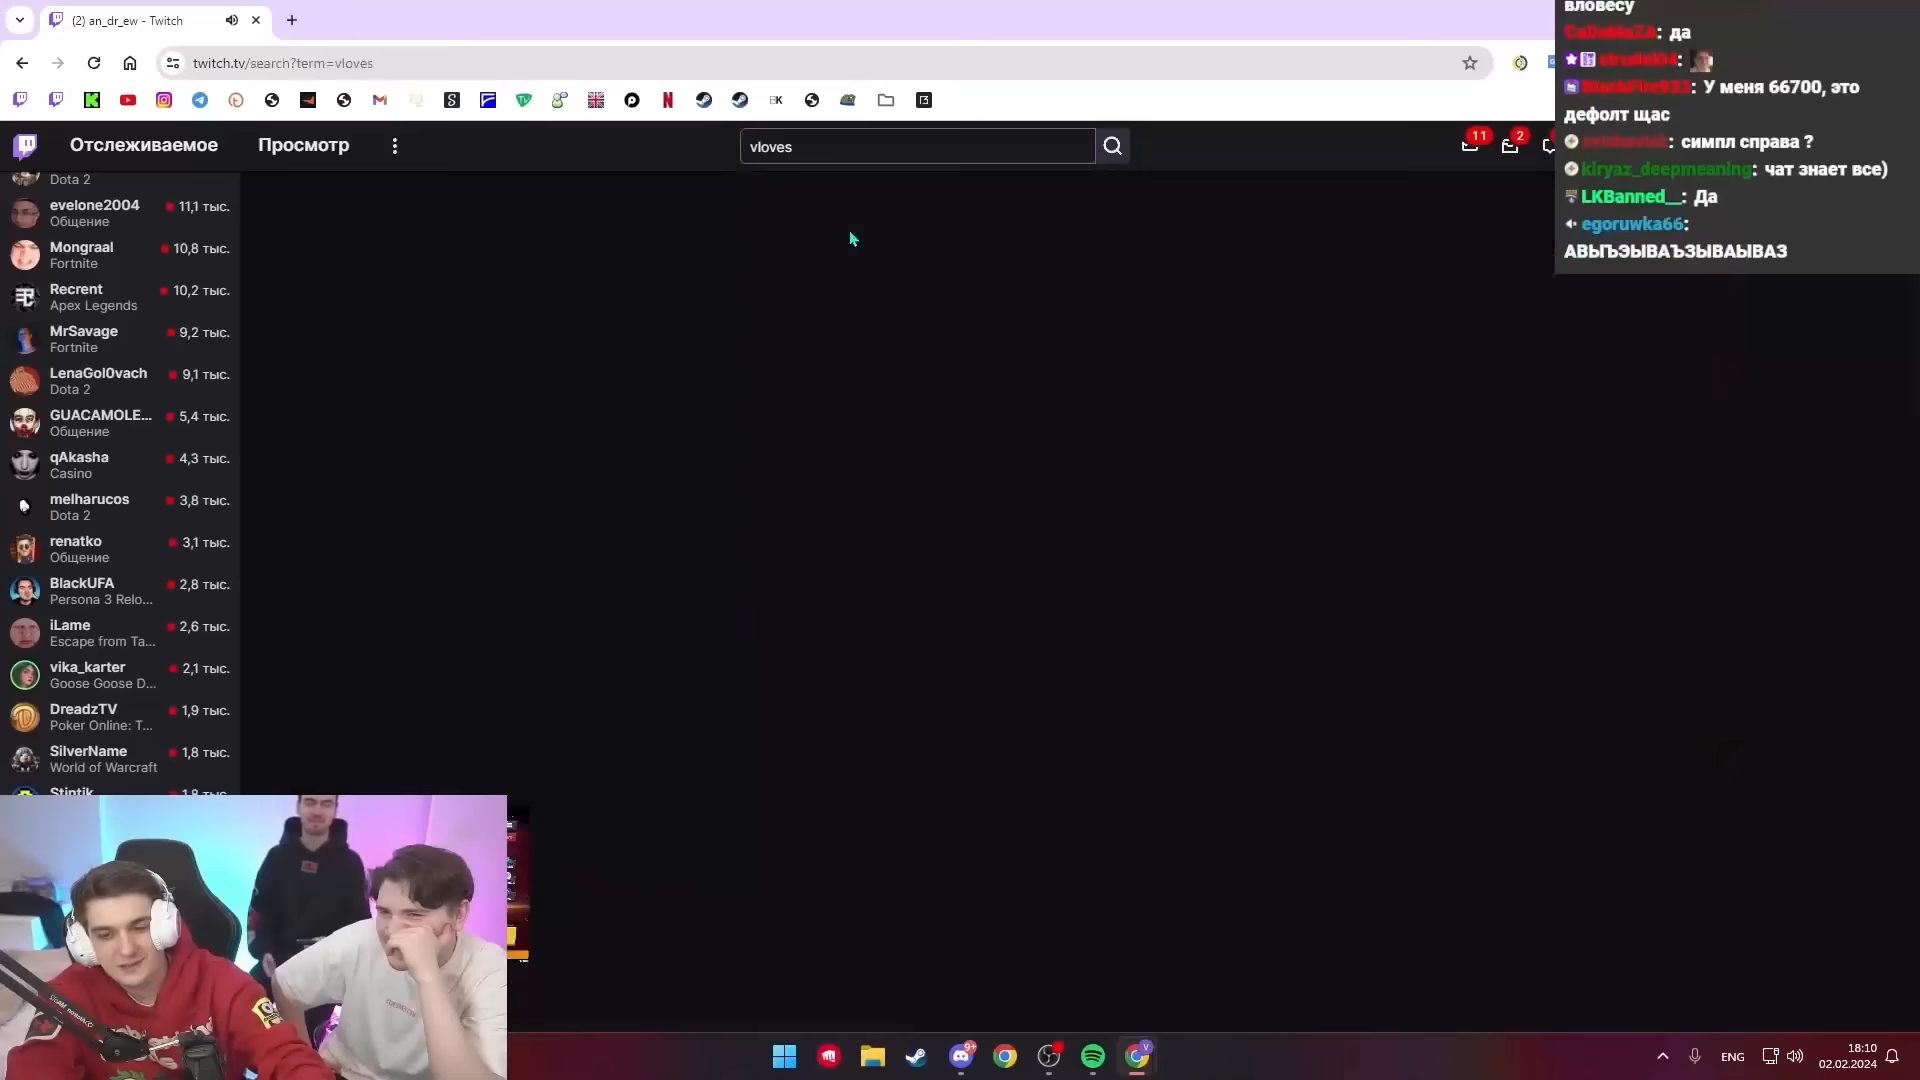 (2) an_dr_ew - Twitch
twitch.tv/search?term=vloves
Отслеживаемое
Просмотр
vloves
11
2
Dota 2
evelone2004
11,1 тыс.
Общение
Mongraal
10,8 тыс.
Fortnite
Recrent
10,2 тыс.
Apex Legends
MrSavage
9,2 тыс.
Fortnite
LenaGol0vach
9,1 тыс.
Dota 2
GUACAMOLE...
5,4 тыс.
Общение
qAkasha
4,3 тыс.
Casino
melharucos
3,8 тыс.
Dota 2
renatko
3,1 тыс.
Общение
BlackUFA
2,8 тыс.
Persona 3 Relo...
iLame
2,6 тыс.
Escape from Ta...
vika_karter
2,1 тыс.
Goose Goose D...
DreadzTV
1,9 тыс.
Poker Online: T...
SilverName
1,8 тыс.
World of Warcraft
Stintik
1,8 тыс.
вловесу
: да
: У меня 66700, это
дефолт щас
: симпл справа ?
kiryaz_deepmeaning: чат знает все)
LKBanned__: Да
egoruwka66:
АВЫЪЭЫВАЪЗЫВАЫВАЗ
9+
ENG
18:10
02.02.2024